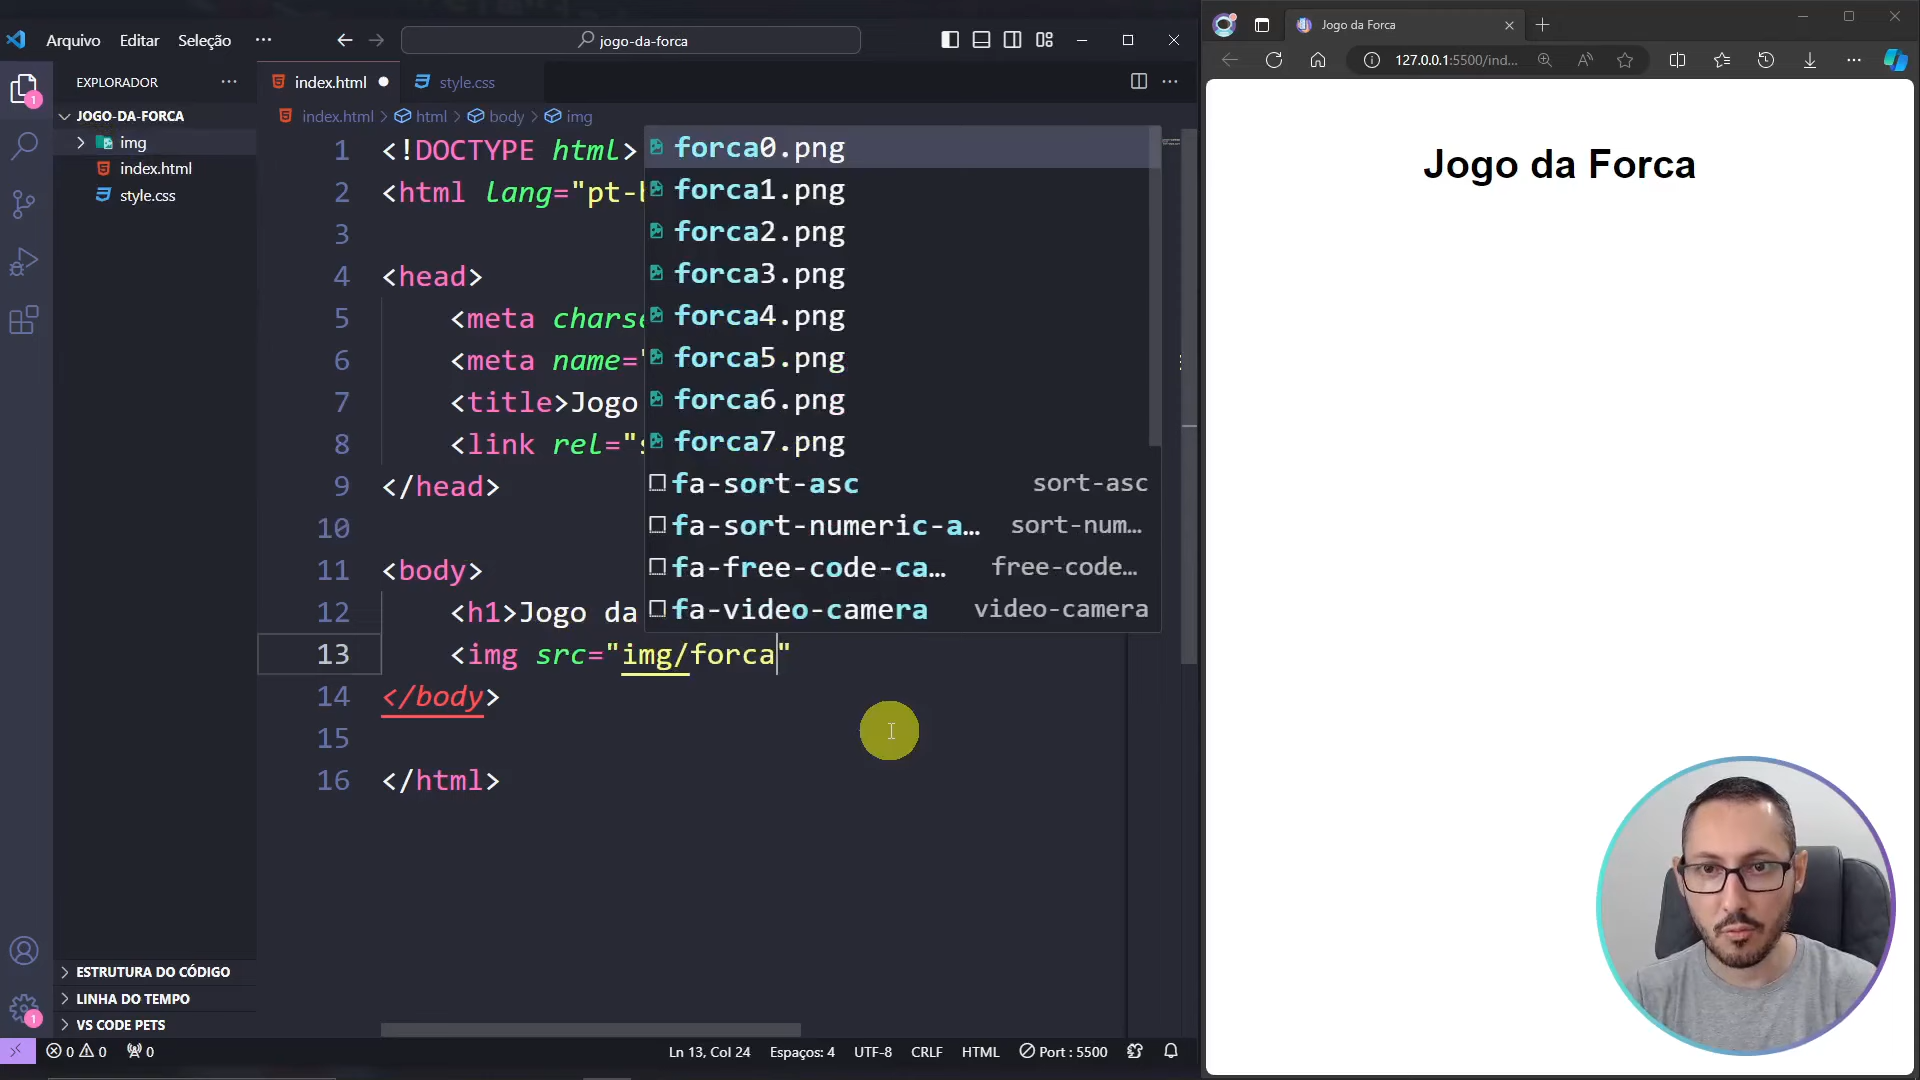 Arquivo Editar Seleção ···
jogo-da-forca
EXPLORADOR ···
JOGO-DA-FORCA
img
index.html
style.css
ESTRUTURA DO CÓDIGO
LINHA DO TEMPO
VS CODE PETS
1
1
index.html
style.css
index.html > html > body > img
1 <!DOCTYPE html>
2 <html lang="pt-
3
4 <head>
5 <meta charse
6 <meta name="
7 <title>Jogo
8 <link rel="s
9 </head>
10
11 <body>
12 <h1>Jogo da
13 <img src="img/forca"
14 </body>
15
16 </html>
forca0.png
forca1.png
forca2.png
forca3.png
forca4.png
forca5.png
forca6.png
forca7.png
fa-sort-asc sort-asc
fa-sort-numeric-a… sort-num…
fa-free-code-ca… free-code…
fa-video-camera video-camera
0 0 0
Ln 13, Col 24 Espaços: 4 UTF-8 CRLF HTML Port : 5500
Jogo da Forca
127.0.0.1:5500/ind...
Jogo da Forca